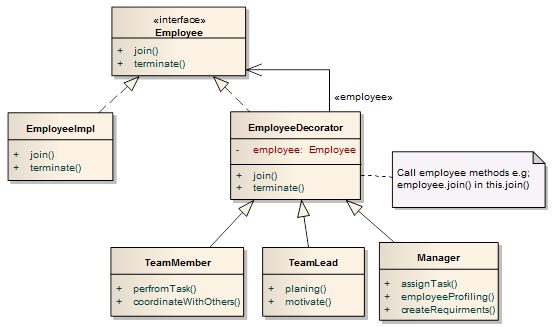 «interface»
Employee
+ join()
+ terminate()
«employee»
EmployeeImpl
+ join()
+ terminate()
EmployeeDecorator
- employee: Employee
+ join()
+ terminate()
Call employee methods e.g;
employee.join() in this.join()
TeamMember
+ perfromTask()
+ coordinateWithOthers()
TeamLead
+ planing()
+ motivate()
Manager
+ assignTask()
+ employeeProfiling()
+ createRequirments()